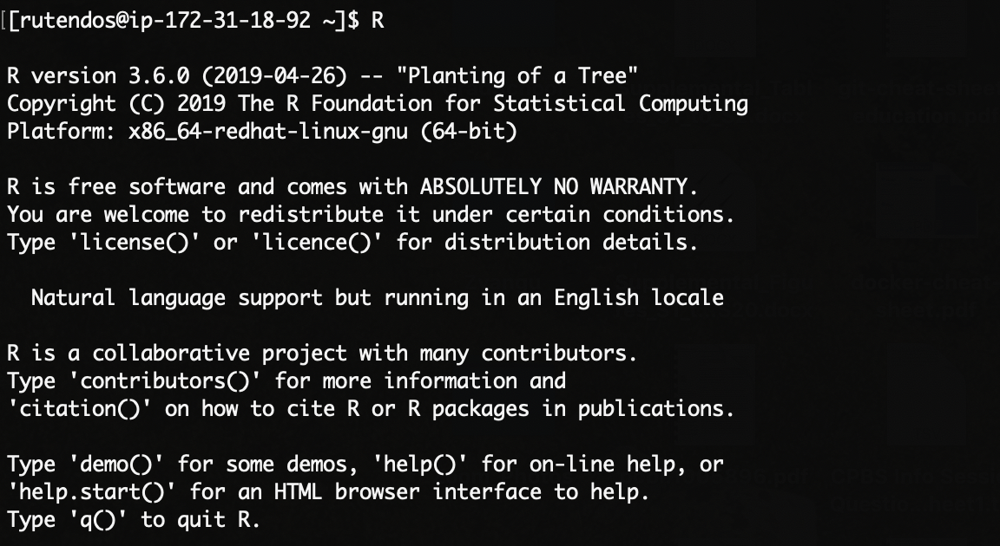 [[rutendos@ip-172-31-18-92 ~]$ R
R version 3.6.0 (2019-04-26) -- "Planting of a Tree"
Copyright (C) 2019 The R Foundation for Statistical Computing
Platform: x86_64-redhat-linux-gnu (64-bit)
R is free software and comes with ABSOLUTELY NO WARRANTY.
You are welcome to redistribute it under certain conditions.
Type 'license()' or 'licence()' for distribution details.
Natural language support but running in an English locale
R is a collaborative project with many contributors.
Type 'contributors()' for more information and
'citation()' on how to cite R or R packages in publications.
Type 'demo()' for some demos, 'help()' for on-line help, or
'help.start()' for an HTML browser interface to help.
Type 'q()' to quit R.